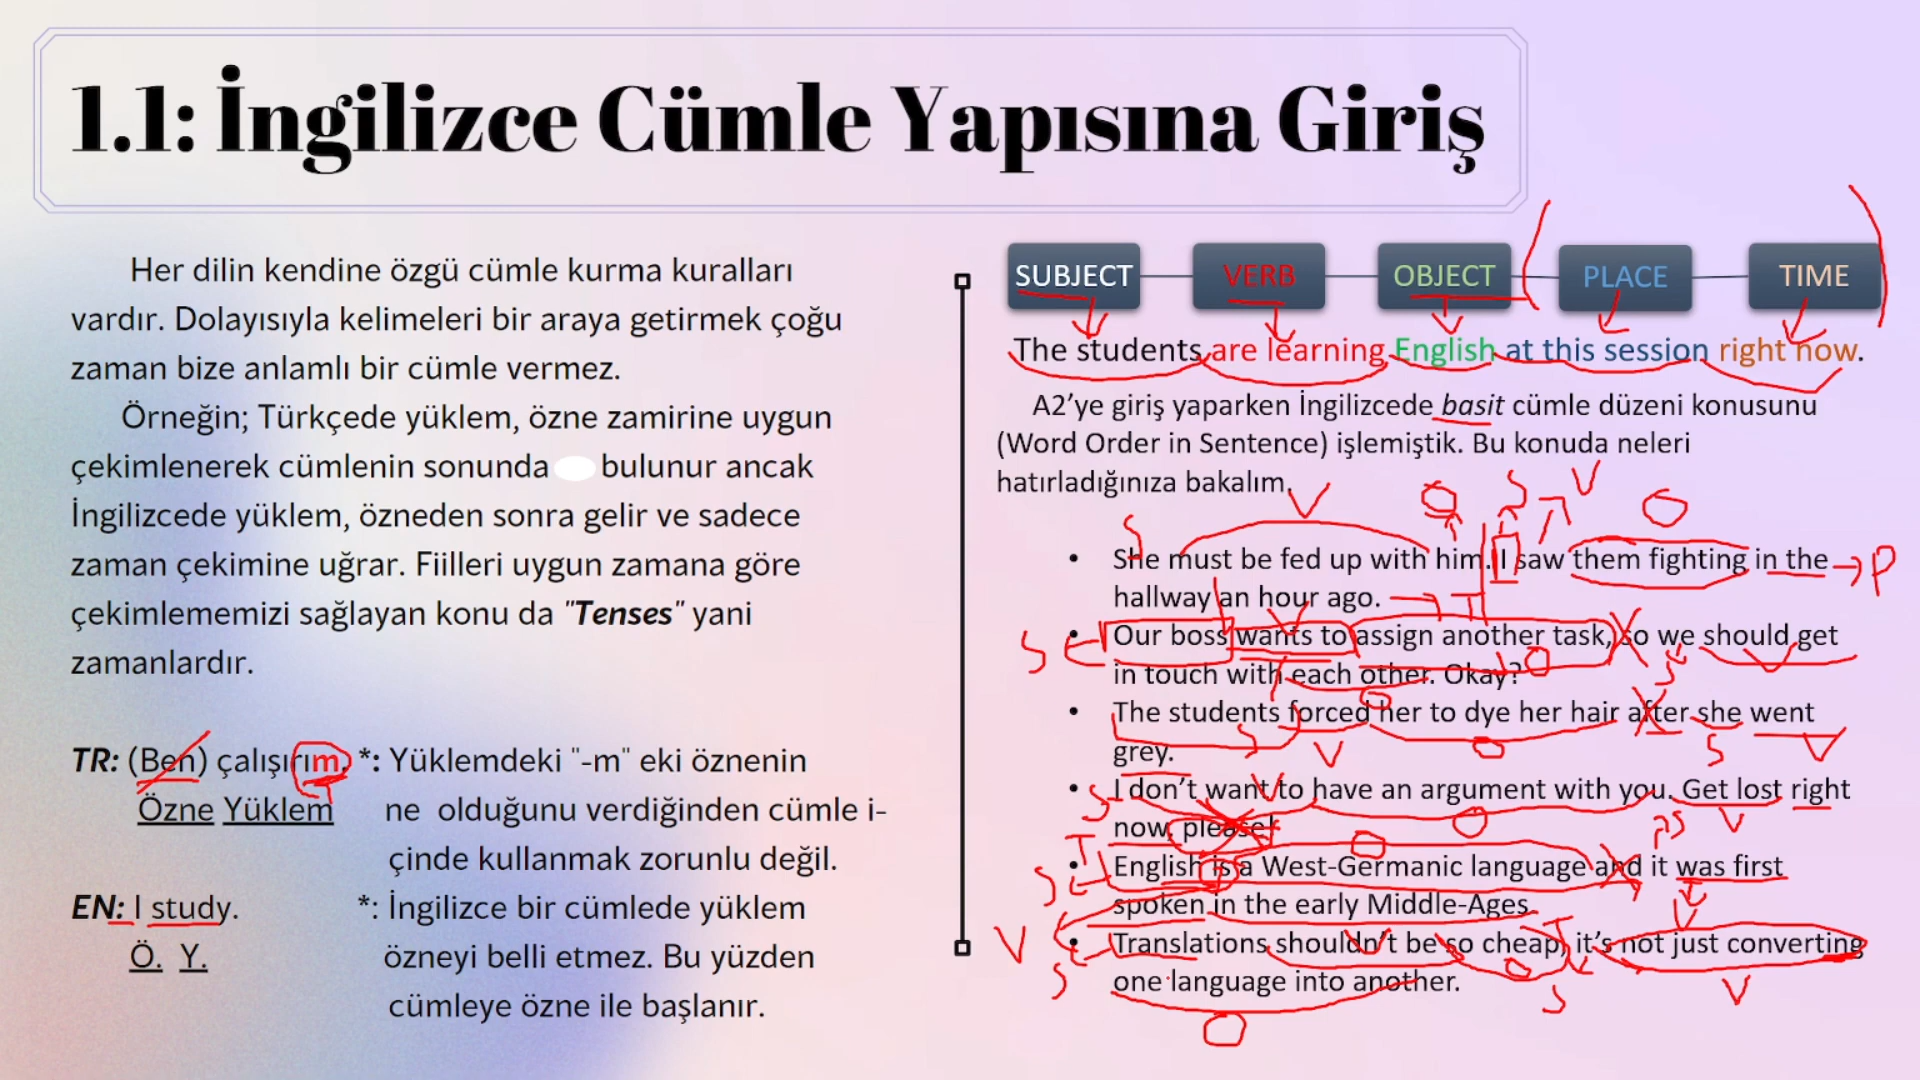 1.1: İngilizce Cümle Yapısına Giriş
Her dilin kendine özgü cümle kurma kuralları
vardır. Dolayısıyla kelimeleri bir araya getirmek çoğu
zaman bize anlamlı bir cümle vermez.
Örneğin; Türkçede yüklem, özne zamirine uygun
çekimlenerek cümlenin sonunda bulunur ancak
İngilizcede yüklem, özneden sonra gelir ve sadece
zaman çekimine uğrar. Fiilleri uygun zamana göre
çekimlememizi sağlayan konu da "Tenses" yani
zamanlardır.
TR: (Ben) çalışırım. *: Yüklemdeki "-m" eki öznenin
Özne Yüklem ne olduğunu verdiğinden cümle i-
çinde kullanmak zorunlu değil.
EN: I study. *: İngilizce bir cümlede yüklem
Ö. Y. özneyi belli etmez. Bu yüzden
cümleye özne ile başlanır.
SUBJECT VERB OBJECT PLACE TIME
The students are learning English at this session right now.
A2'ye giriş yaparken İngilizcede basit cümle düzeni konusunu
(Word Order in Sentence) işlemiştik. Bu konuda neleri
hatırladığınıza bakalım.
V O S V O
S
• She must be fed up with him. I saw them fighting in the P
hallway an hour ago. T
• Our boss wants to assign another task, so we should get
S V O S V
in touch with each other. Okay?
O
• The students forced her to dye her hair after she went
S V O S V
grey.
• I don't want to have an argument with you. Get lost right
S V O V
now, please!
T O
• English is a West-Germanic language and it was first
S V
spoken in the early Middle-Ages.
V T
• Translations shouldn't be so cheap, it's not just converting
S V O S V
one language into another.
O